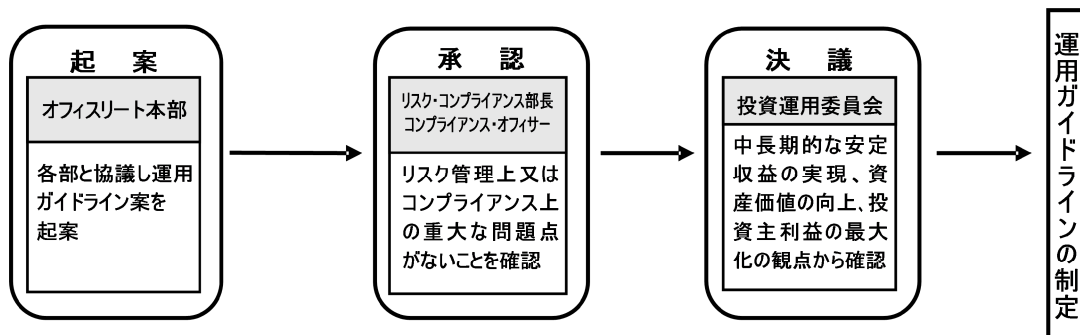 起 案
オフィスリート本部
各部と協議し運用
ガイドライン案を
起案
承 認
リスク・コンプライアンス部長
コンプライアンス・オフィサー
リスク管理上又は
コンプライアンス上
の重大な問題点
がないことを確認
決 議
投資運用委員会
中長期的な安定
収益の実現、資
産価値の向上、投
資主利益の最大
化の観点から確認
運用ガイドラインの制定